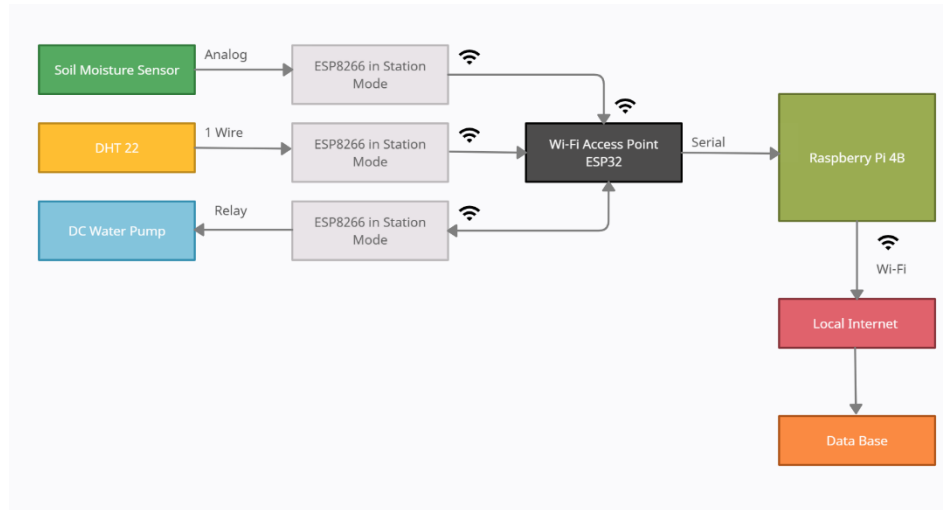 Soil Moisture Sensor
Analog
ESP8266 in Station
Mode
DHT 22
1 Wire
ESP8266 in Station
Mode
Wi-Fi Access Point
ESP32
Serial
Raspberry Pi 4B
DC Water Pump
Relay
ESP8266 in Station
Mode
Wi-Fi
Local Internet
Data Base